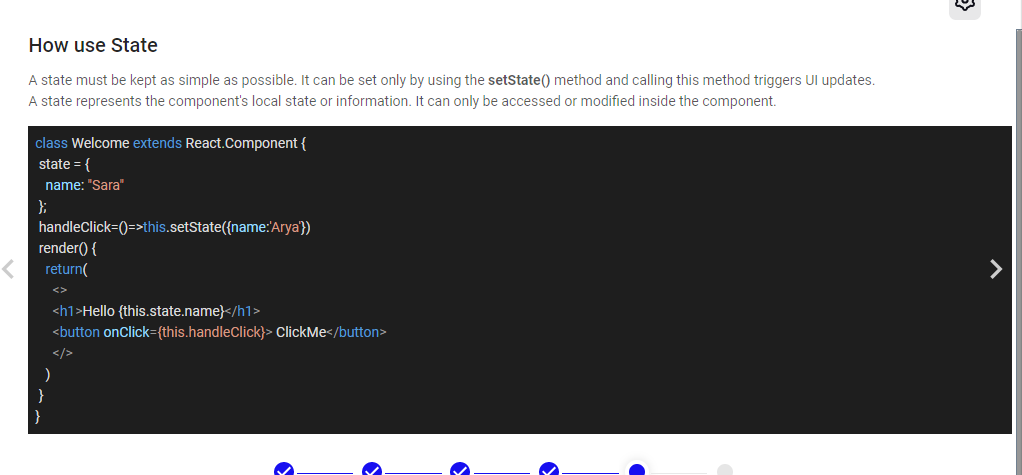 How use State
A state must be kept as simple as possible. It can be set only by using the setState() method and calling this method triggers UI updates.
A state represents the component's local state or information. It can only be accessed or modified inside the component.
class Welcome extends React.Component {
state = {
name: "Sara"
};
handleClick=()=>this.setState({name:'Arya'})
render() {
return(
<>
<h1>Hello {this.state.name}</h1>
<button onClick={this.handleClick}> ClickMe</button>
</>
)
}
}